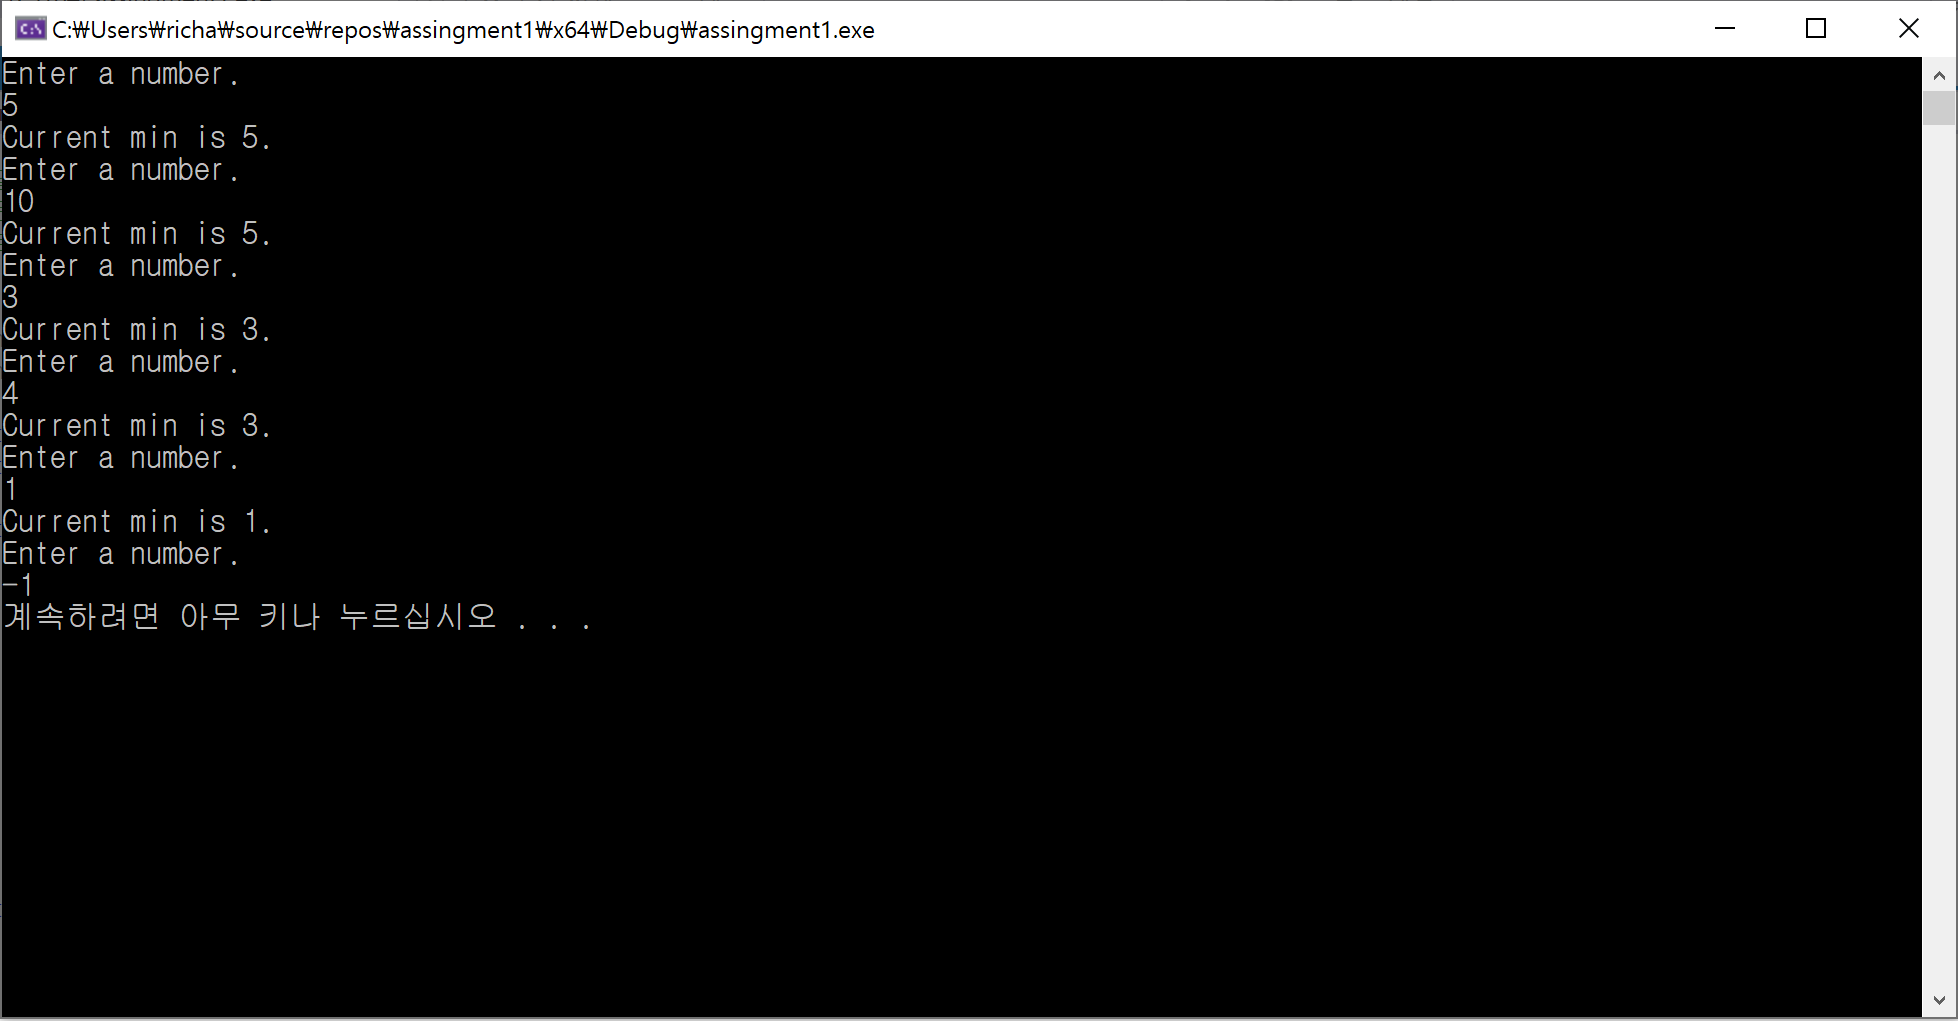 C:₩Users₩richa₩source₩repos₩assingment1₩x64₩Debug₩assingment1.exe
Enter a number.
5
Current min is 5.
Enter a number.
10
Current min is 5.
Enter a number.
3
Current min is 3.
Enter a number.
4
Current min is 3.
Enter a number.
1
Current min is 1.
Enter a number.
-1
계속하려면 아무 키나 누르십시오 . . .